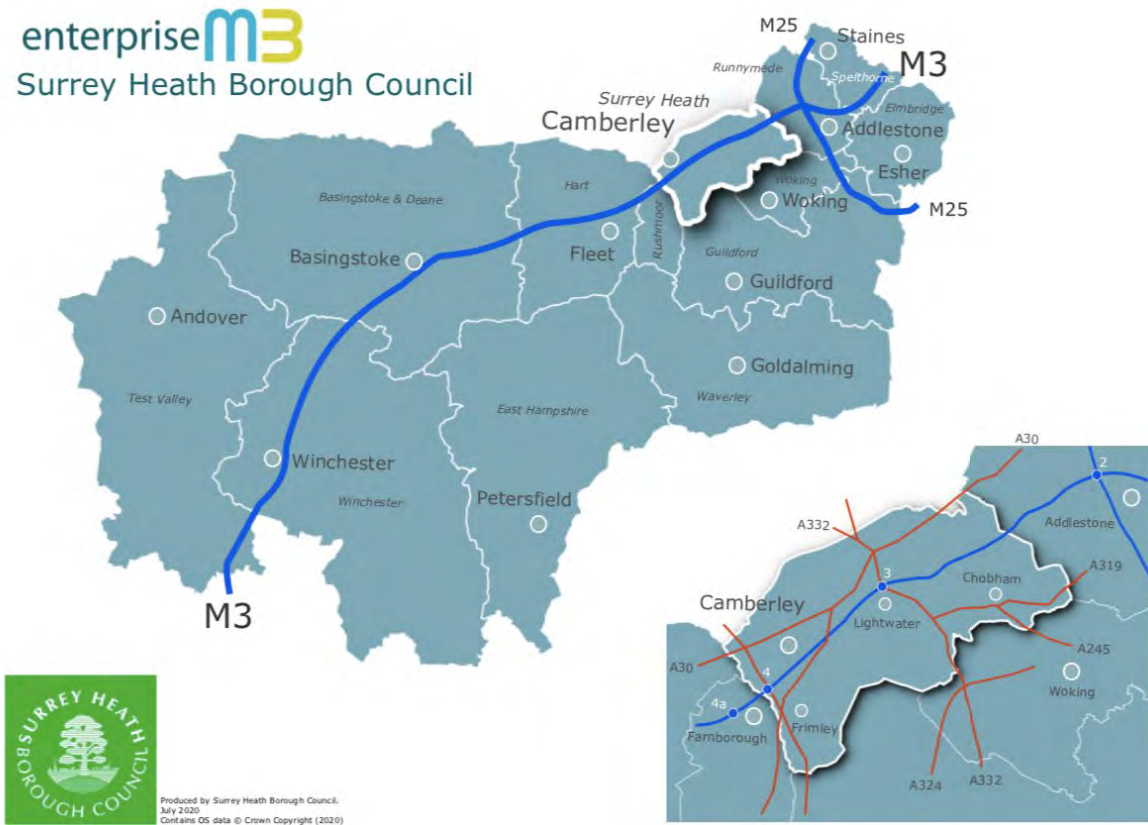 enterprise M3
Surrey Heath Borough Council
M25
Staines
Runnymede
Spelthorne
M3
Surrey Heath
Elmbridge
Camberley
Addlestone
Esher
Basingstoke & Deane
Hart
Woking
Woking
M25
Rushmoor
Basingstoke
Fleet
Guildford
Guildford
Andover
Goldalming
Test Valley
East Hampshire
Waverley
Winchester
Winchester
Petersfield
M3
A30
2
A332
Addlestone
3
A319
Chobham
Camberley
Lightwater
A30
A245
4
Woking
4a
Farnborough
Frimley
A324
A332
SURREY HEATH
BOROUGH COUNCIL
Produced by Surrey Heath Borough Council.
July 2020
Contains OS data © Crown Copyright (2020)